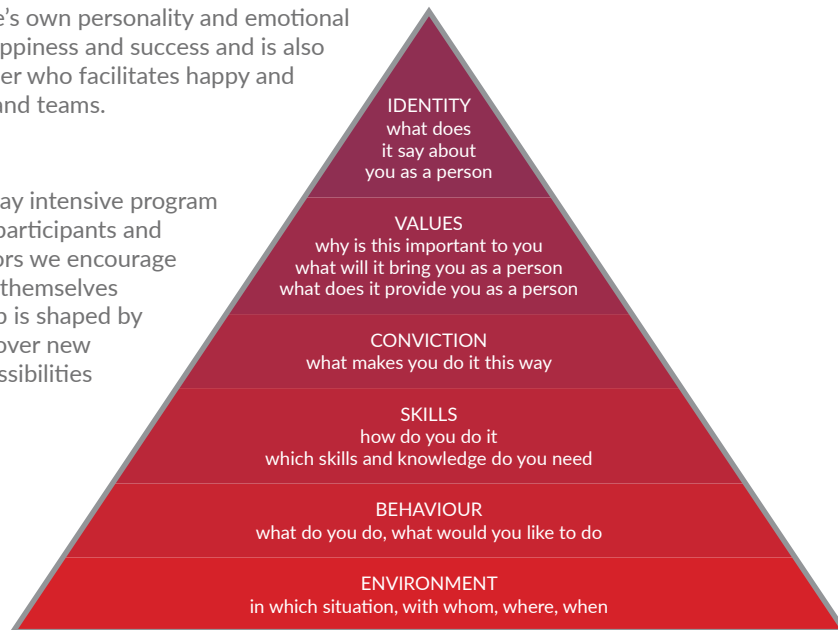 e's own personality and emotional
ppiness and success and is also
er who facilitates happy and
and teams.
ay intensive program
participants and
ors we encourage
themselves
p is shaped by
over new
ssibilities
IDENTITY
what does
it say about
you as a person
VALUES
why is this important to you
what will it bring you as a person
what does it provide you as a person
CONVICTION
what makes you do it this way
SKILLS
how do you do it
which skills and knowledge do you need
BEHAVIOUR
what do you do, what would you like to do
ENVIRONMENT
in which situation, with whom, where, when